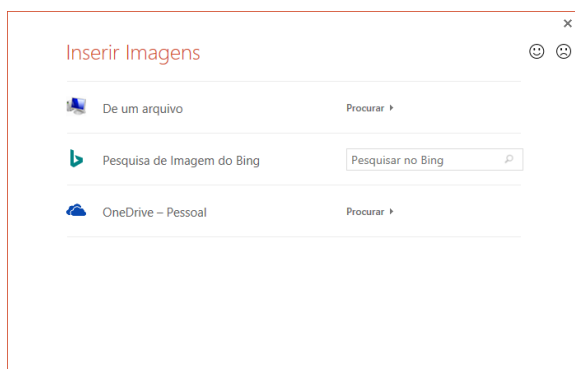 Inserir Imagens
De um arquivo Procurar
Pesquisa de Imagem do Bing Pesquisar no Bing
OneDrive – Pessoal Procurar